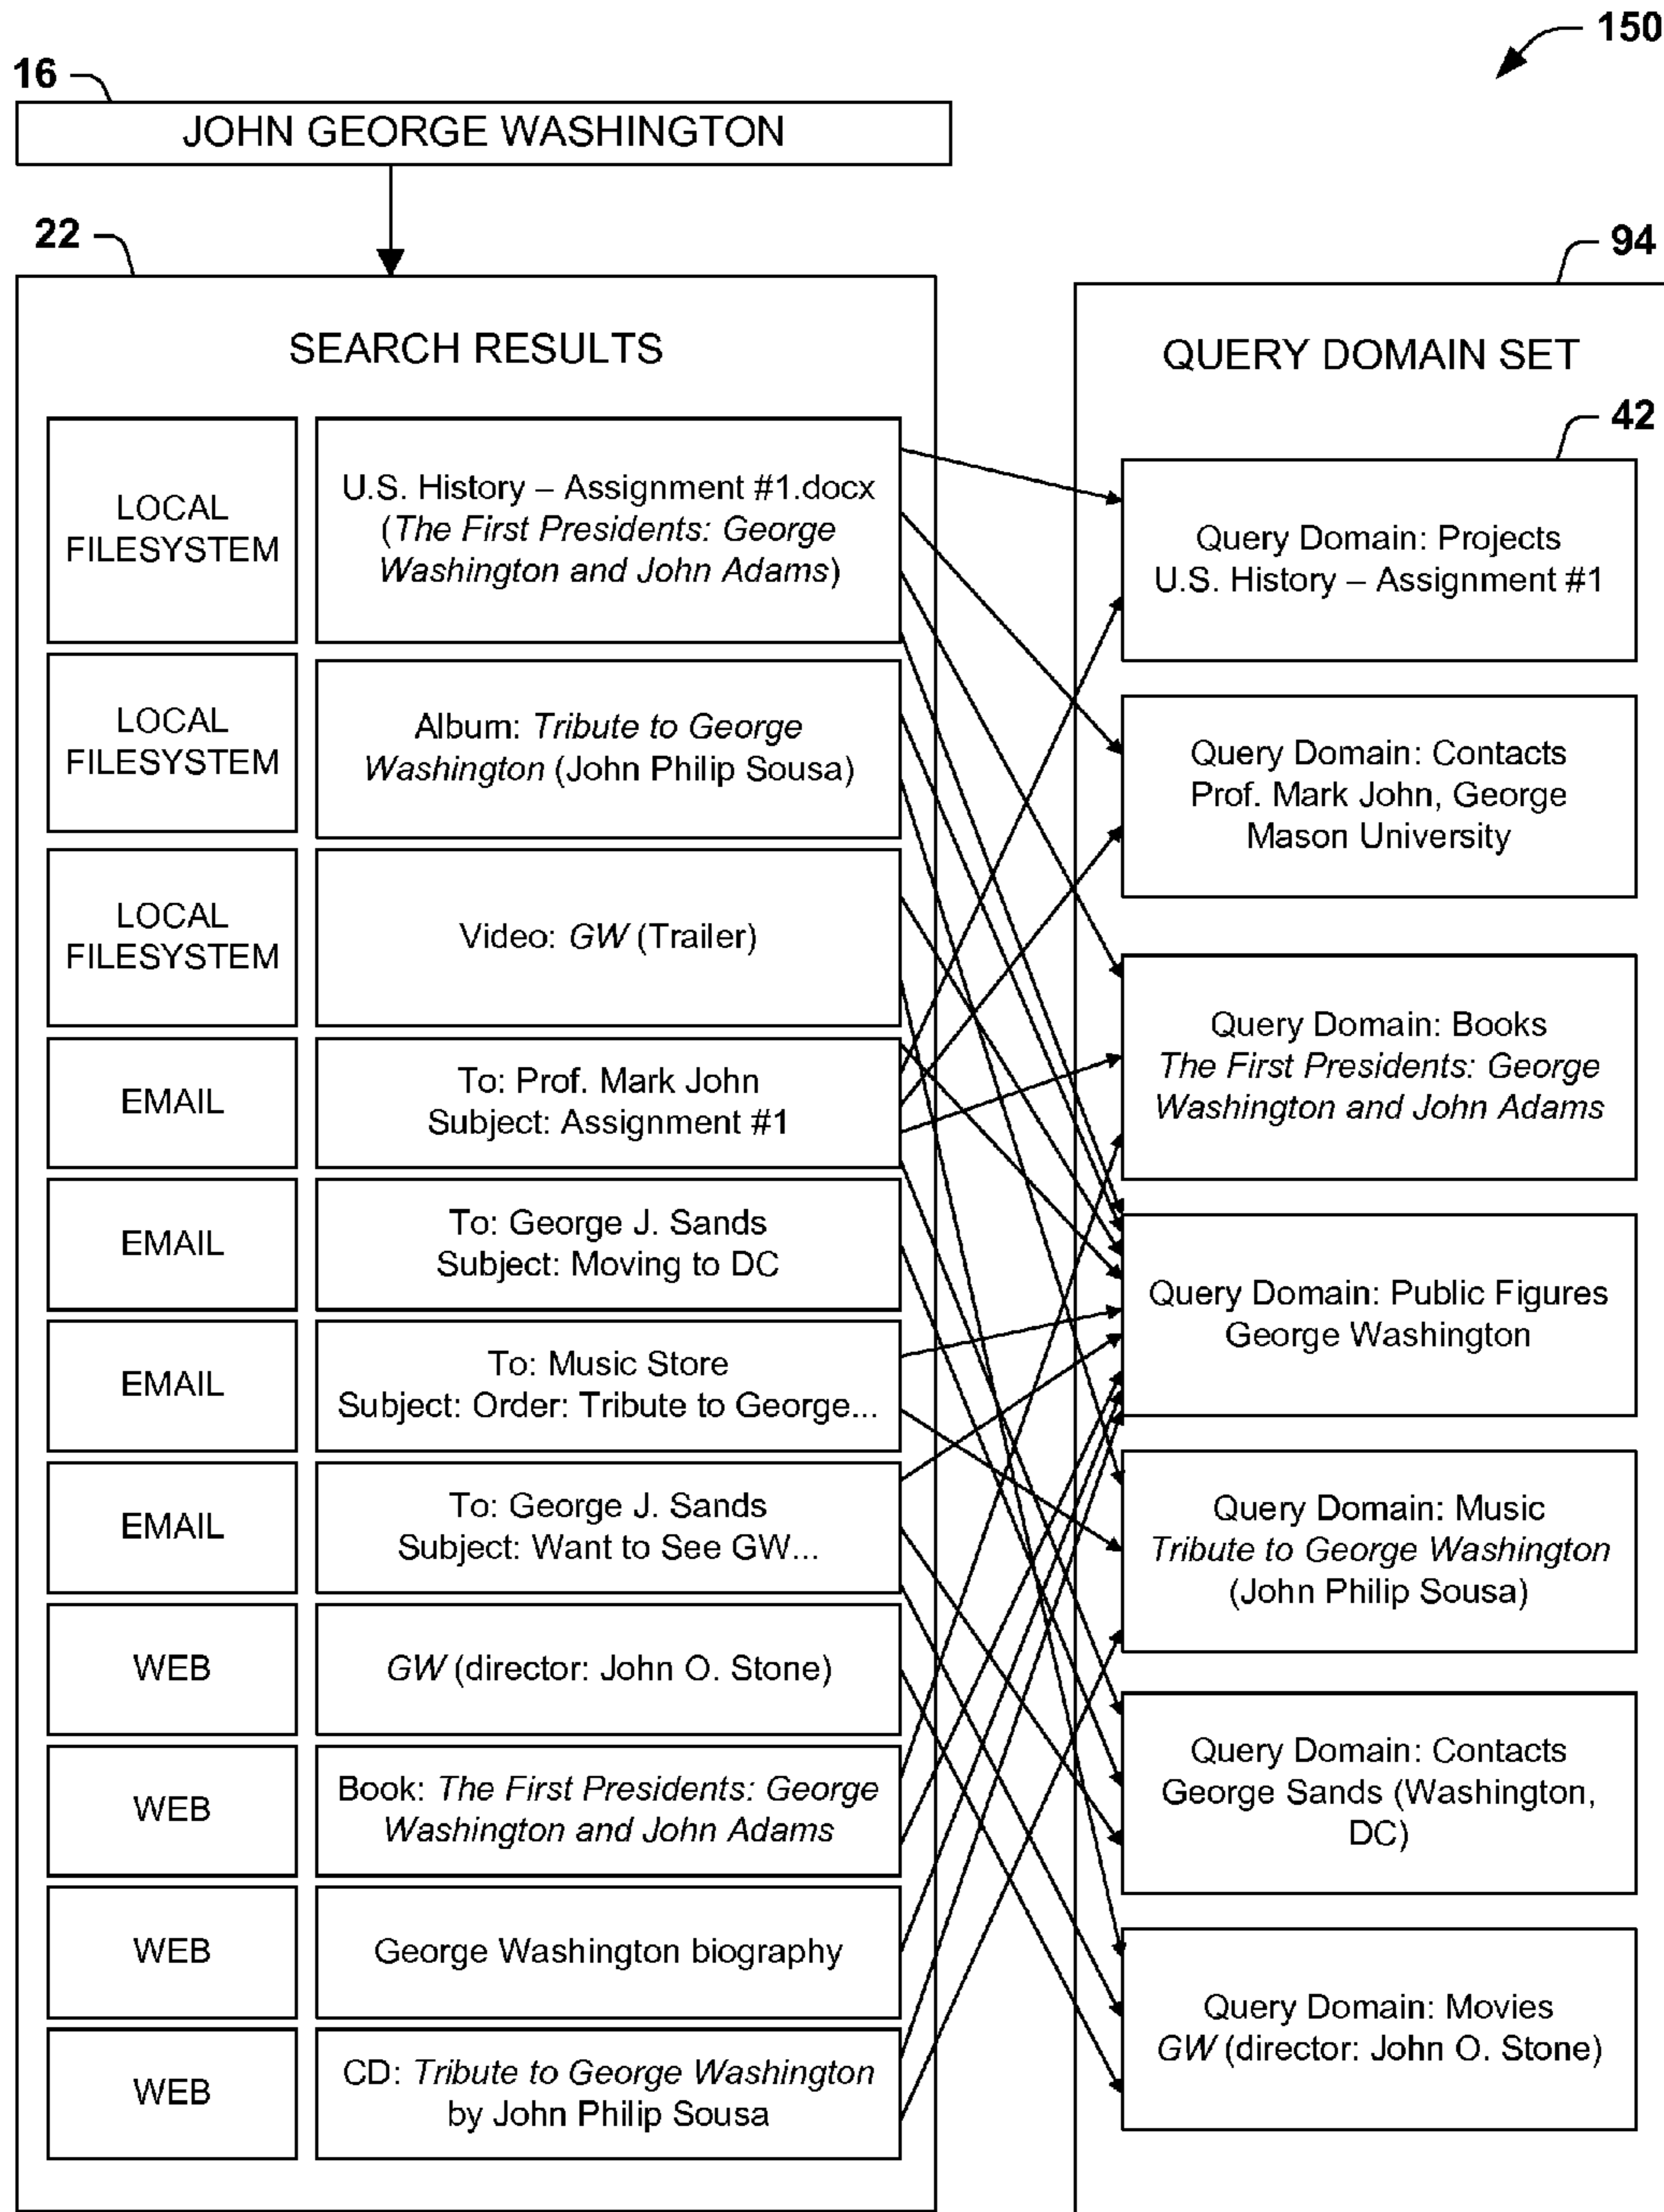 150
16
JOHN GEORGE WASHINGTON
22
94
SEARCH RESULTS
QUERY DOMAIN SET
42
LOCAL
FILESYSTEM
U.S. History – Assignment #1.docx
(The First Presidents: George
Washington and John Adams)
LOCAL
FILESYSTEM
Album: Tribute to George
Washington (John Philip Sousa)
LOCAL
FILESYSTEM
Video: GW (Trailer)
EMAIL
To: Prof. Mark John
Subject: Assignment #1
EMAIL
To: George J. Sands
Subject: Moving to DC
EMAIL
To: Music Store
Subject: Order: Tribute to George...
EMAIL
To: George J. Sands
Subject: Want to See GW...
WEB
GW (director: John O. Stone)
WEB
Book: The First Presidents: George
Washington and John Adams
WEB
George Washington biography
WEB
CD: Tribute to George Washington
by John Philip Sousa
Query Domain: Projects
U.S. History – Assignment #1
Query Domain: Contacts
Prof. Mark John, George
Mason University
Query Domain: Books
The First Presidents: George
Washington and John Adams
Query Domain: Public Figures
George Washington
Query Domain: Music
Tribute to George Washington
(John Philip Sousa)
Query Domain: Contacts
George Sands (Washington,
DC)
Query Domain: Movies
GW (director: John O. Stone)